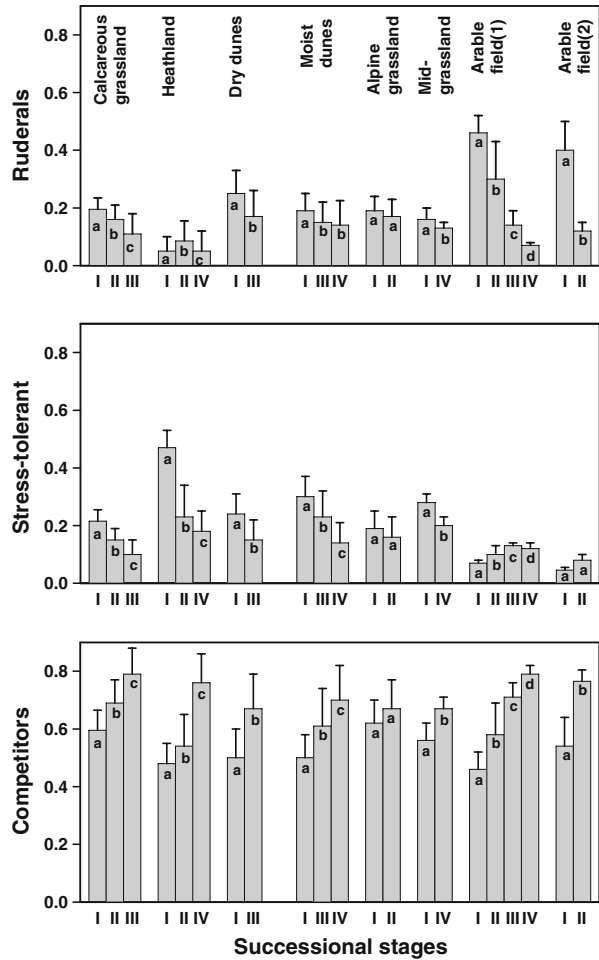 Calcareous
grassland
Heathland
Dry dunes
Moist
dunes
Alpine
grassland
Mid-
grassland
Arable
field(1)
Arable
field(2)
Ruderals
0.8
0.6
0.4
0.2
0.0
a b c a b c a b a b b a a a b a b c d a b
I II III I II IV I III I III IV I II I IV I II III IV I II
Stress-tolerant
0.8
0.6
0.4
0.2
0.0
a b c a b c a b a b c a a a b a b c d a a
I II III I II IV I III I III IV I II I IV I II III IV I II
Competitors
0.8
0.6
0.4
0.2
0.0
a b c a b c a b a b c a a a b a b c d a b
I II III I II IV I III I III IV I II I IV I II III IV I II
Successional stages